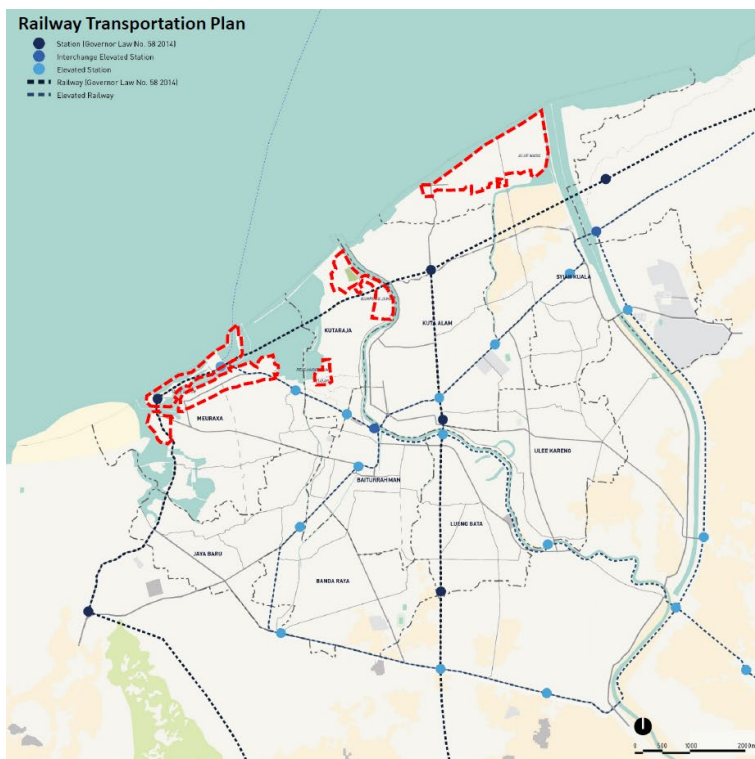 Railway Transportation Plan
Station (Governor Law No. 58 2014)
Interchange Elevated Station
Elevated Station
Railway (Governor Law No. 58 2014)
Elevated Railway
SYIAH KUALA
KUTARAJA
KUTA ALAM
MEURAXA
ULEE KARENG
BAITURRAHMAN
LUENG BATA
JAYA BARU
BANDA RAYA
0 500 1000 2000m